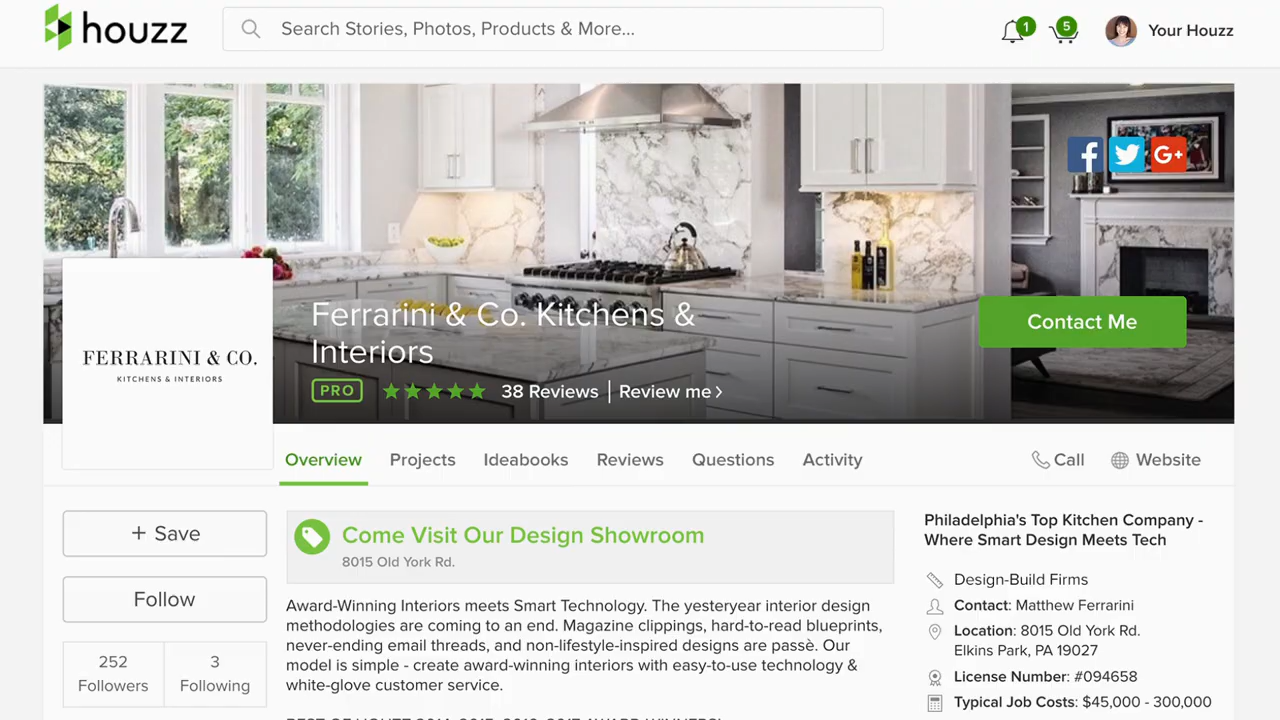 houzz
Search Stories, Photos, Products & More...
1
5
Your Houzz
G+
Ferrarini & Co. Kitchens &
Interiors
FERRARINI & CO.
KITCHENS & INTERIORS
PRO
38 Reviews | Review me
Contact Me
Overview Projects Ideabooks Reviews Questions Activity Call Website
+ Save
Follow
252
Followers
3
Following
Come Visit Our Design Showroom
8015 Old York Rd.
Award-Winning Interiors meets Smart Technology. The yesteryear interior design
methodologies are coming to an end. Magazine clippings, hard-to-read blueprints,
never-ending email threads, and non-lifestyle-inspired designs are passè. Our
model is simple - create award-winning interiors with easy-to-use technology &
white-glove customer service.
Philadelphia's Top Kitchen Company -
Where Smart Design Meets Tech
Design-Build Firms
Contact: Matthew Ferrarini
Location: 8015 Old York Rd.
Elkins Park, PA 19027
License Number: #094658
Typical Job Costs: $45,000 - 300,000